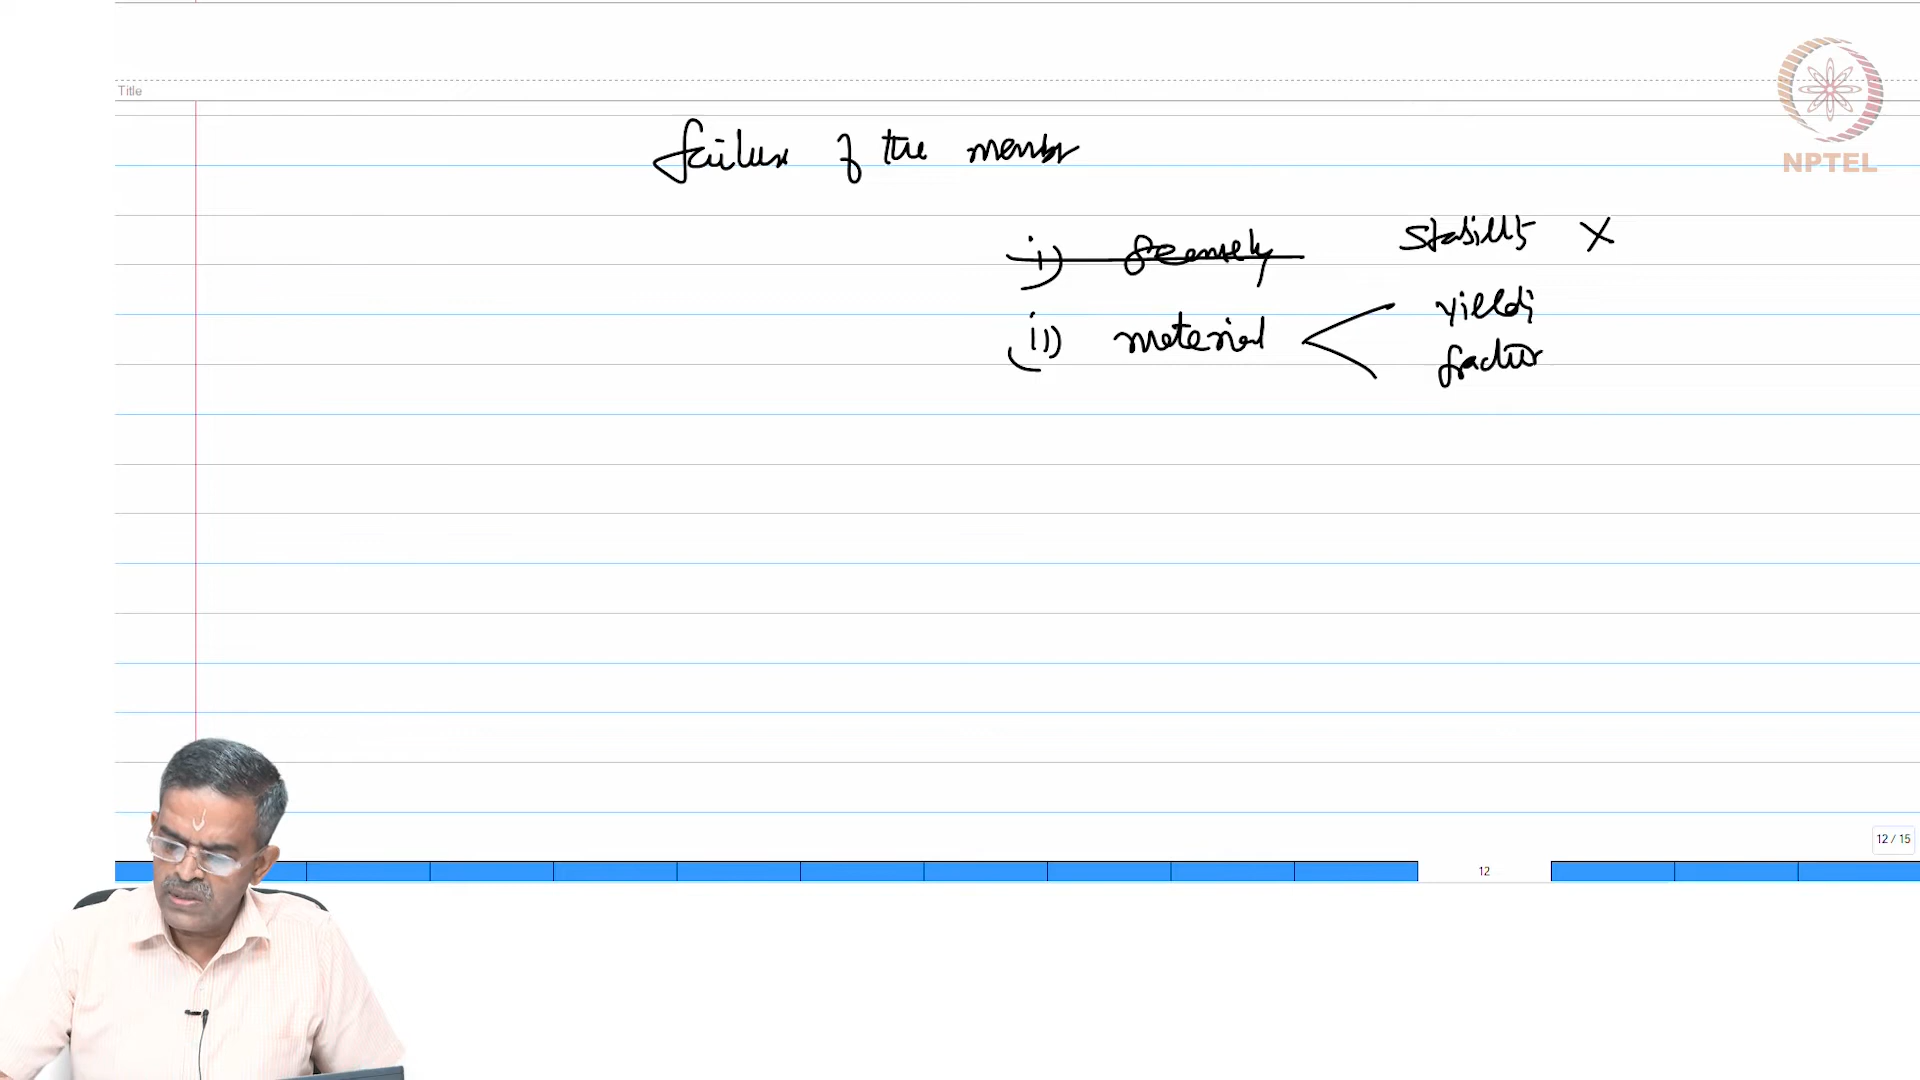 Title
NPTEL
failure of the member
i) Geometry stability X
ii) material yielding
fracture
12 / 15
12